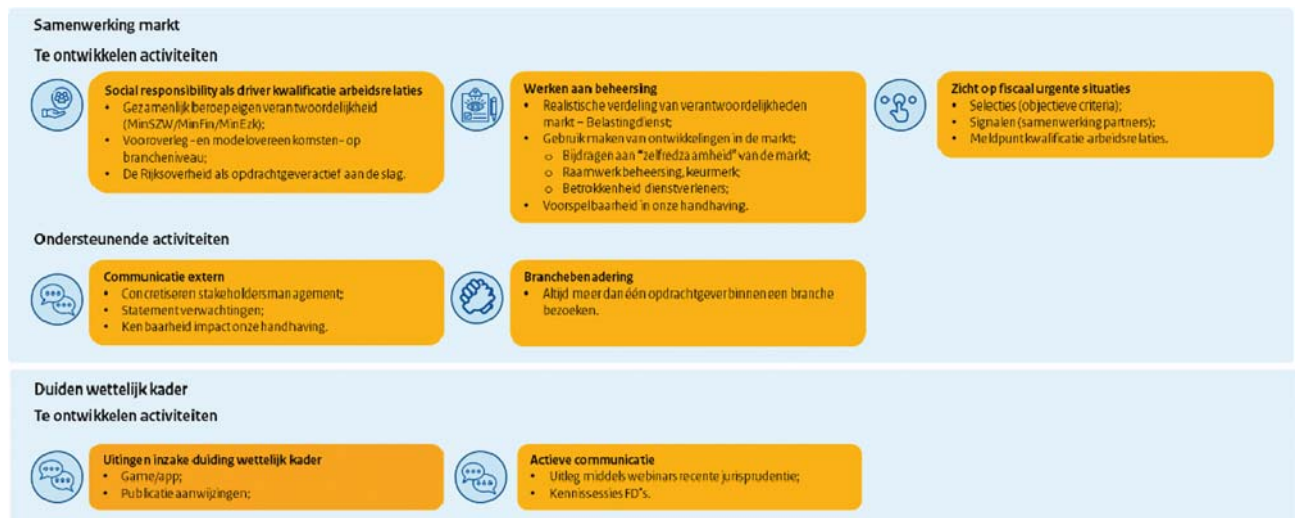 Samenwerking markt
Te ontwikkelen activiteiten
Social responsibility als driver kwalificatie arbeidsrelaties
• Gezamenlijk beroep eigen verantwoordelijkheid
(MinSZW/MinFin/MinEzk);
• Vooroverleg – en modelovereenkomsten – op
brancheniveau;
• De Rijksoverheid als opdrachtgever actief aan de slag.
Werken aan beheersing
• Realistische verdeling van verantwoordelijkheden
markt – Belastingdienst;
• Gebruik maken van ontwikkelingen in de markt;
o Bijdragen aan "zelfredzaamheid" van de markt;
o Raamwerk beheersing, keurmerk;
o Betrokkenheid dienstverleners;
• Voorspelbaarheid in onze handhaving.
Zicht op fiscaal urgente situaties
• Selecties (objectieve criteria);
• Signalen (samenwerking partners);
• Meldpunt kwalificatie arbeidsrelaties.
Ondersteunende activiteiten
Communicatie extern
• Concretiseren stakeholdersmanagement;
• Statement verwachtingen;
• Kenbaarheid impact onze handhaving.
Branchebenadering
• Altijd meer dan één opdrachtgever binnen een branche
bezoeken.
Duiden wettelijk kader
Te ontwikkelen activiteiten
Uitingen inzake duiding wettelijk kader
• Game/app;
• Publicatie aanwijzingen;
Actieve communicatie
• Uitleg middels webinars recente jurisprudentie;
• Kennissessies FD"s.